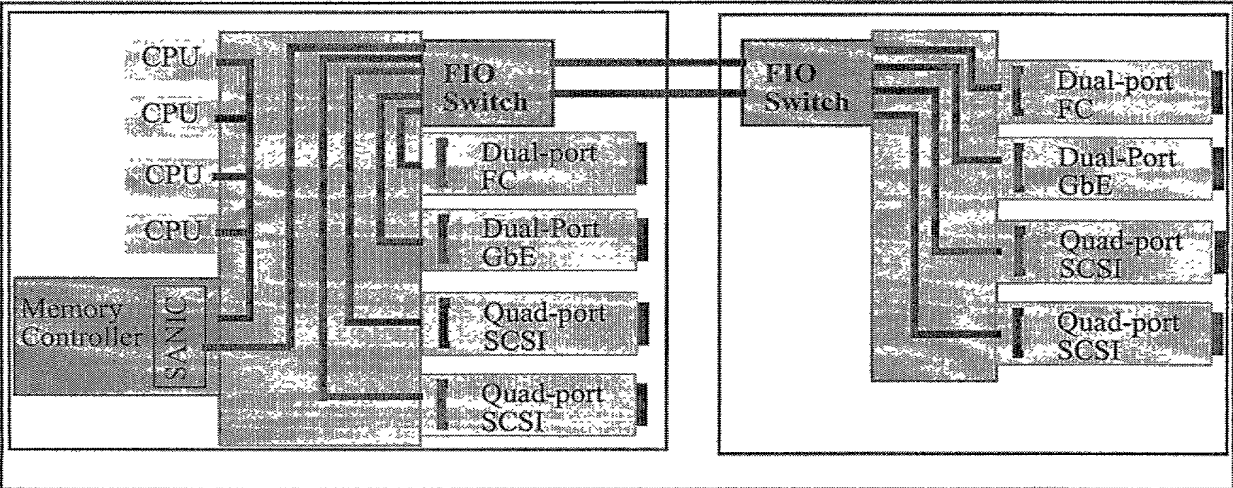 CPU
CPU
CPU
CPU
Memory
Controller
SANIC
FIO
Switch
Dual-port
FC
Dual-Port
GbE
Quad-port
SCSI
Quad-port
SCSI
FIO
Switch
Dual-port
FC
Dual-Port
GbE
Quad-port
SCSI
Quad-port
SCSI